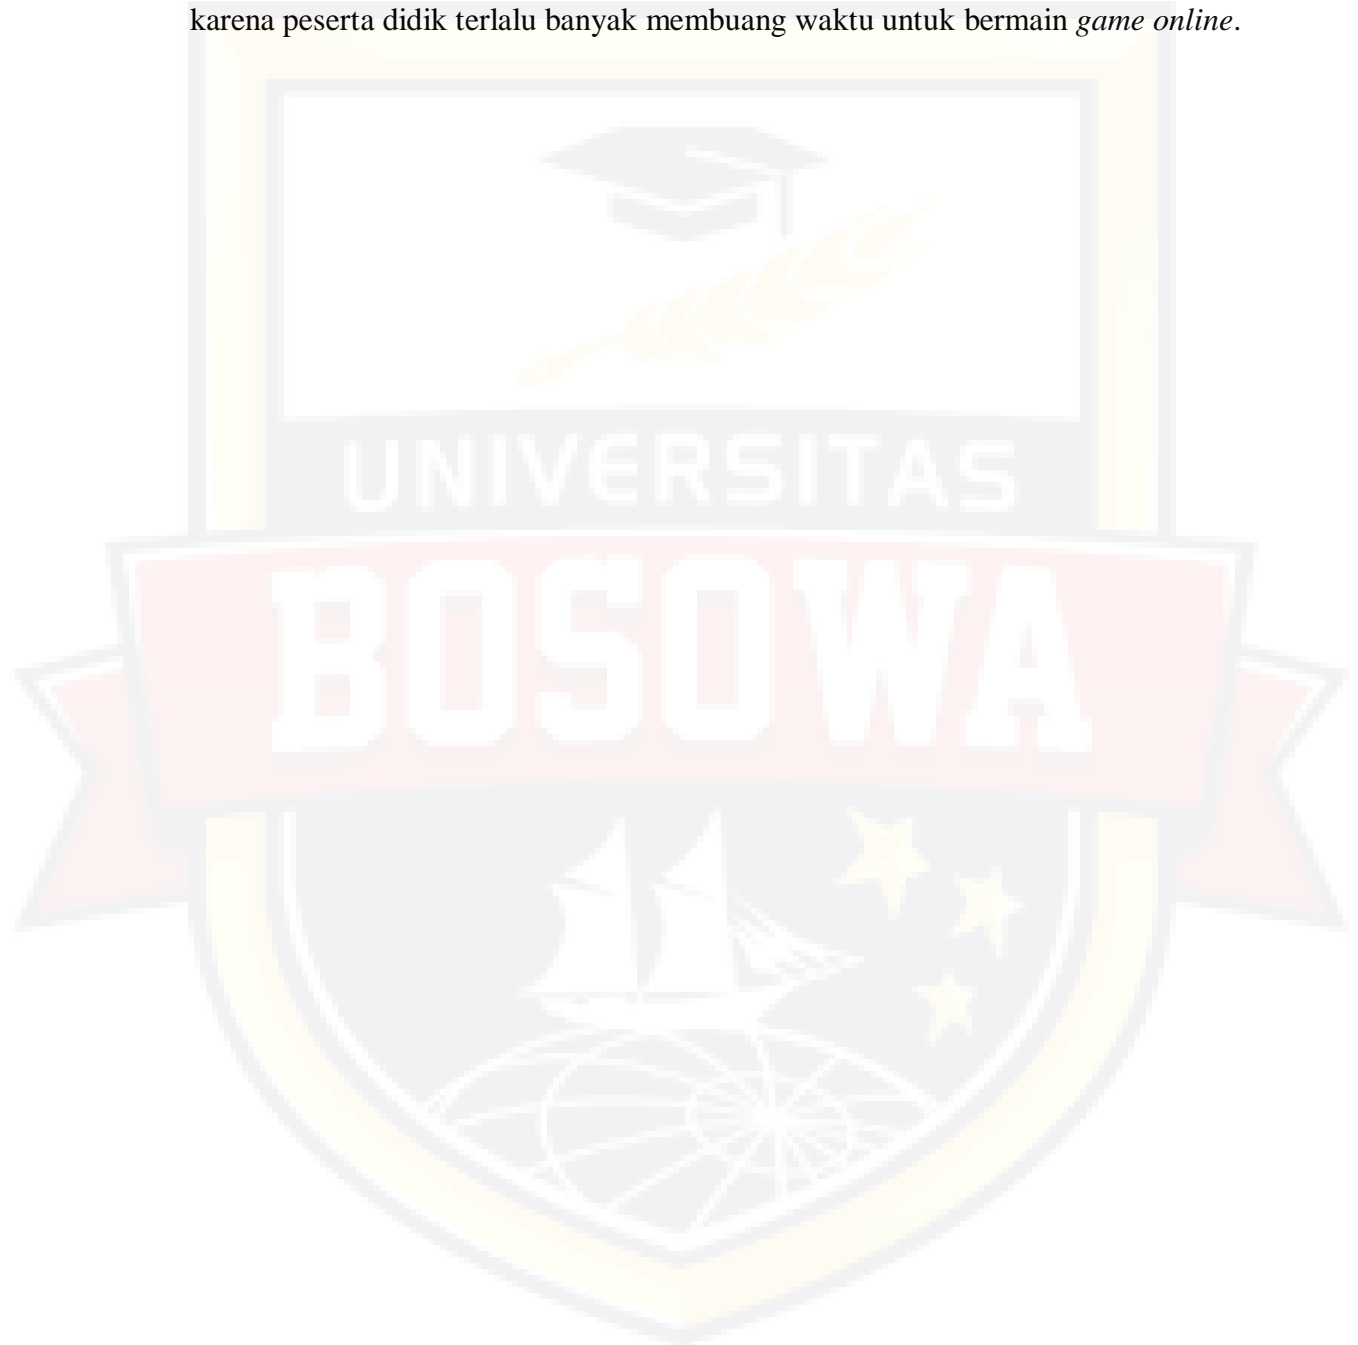 karena peserta didik terlalu banyak membuang waktu untuk bermain game online.
UNIVERSITAS
BOSOWA